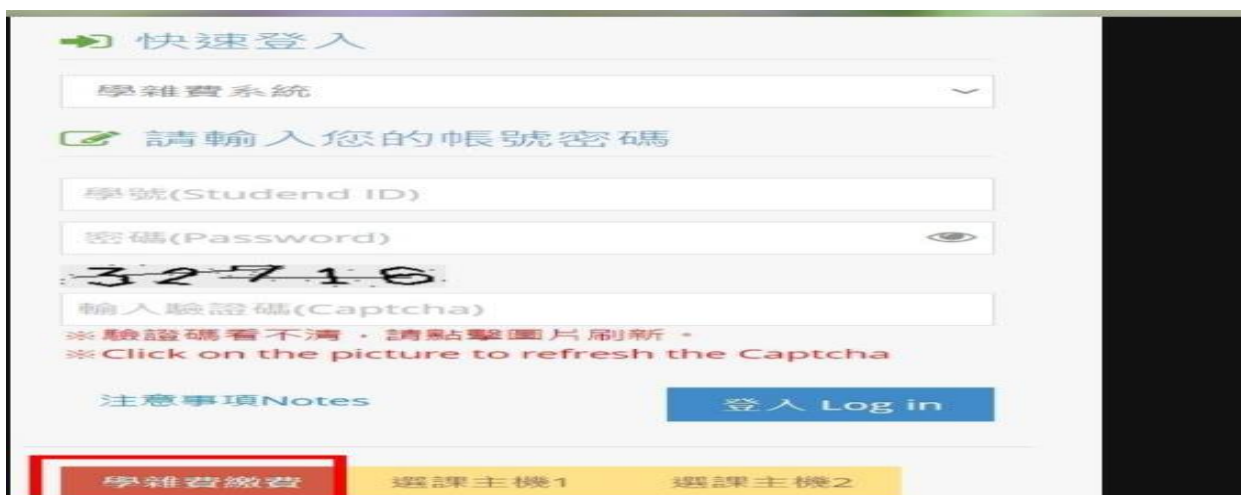 快速登入
學雜費系統
請輸入您的帳號密碼
學號(Studend ID)
密碼(Password)
32716
輸入驗證碼(Captcha)
※驗證碼看不清，請點擊圖片刷新。
※Click on the picture to refresh the Captcha
注意事項Notes 登入 Log in
學雜費繳費 選課主機1 選課主機2